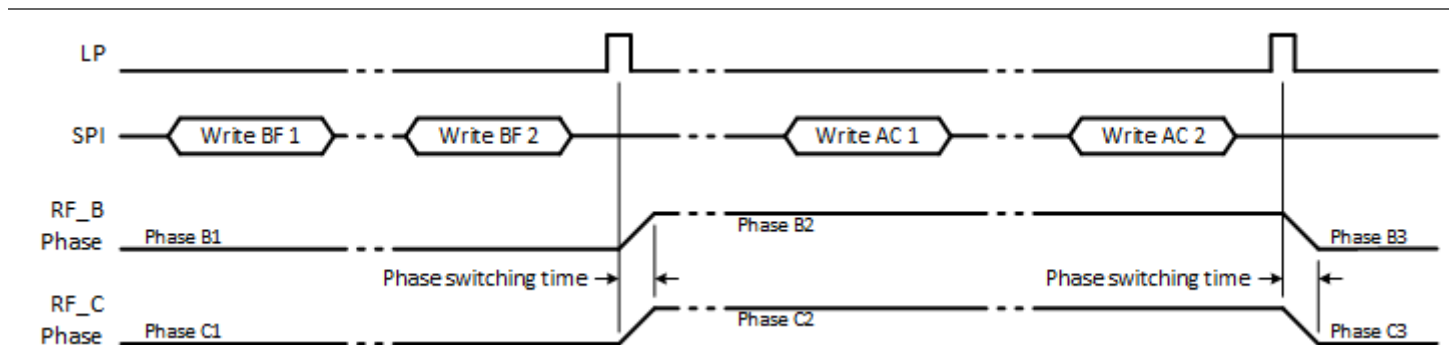 LP
SPI
Write BF 1
Write BF 2
Write AC 1
Write AC 2
RF_B
Phase
Phase B1
Phase B2
Phase B3
Phase switching time
Phase switching time
RF_C
Phase
Phase C1
Phase C2
Phase C3